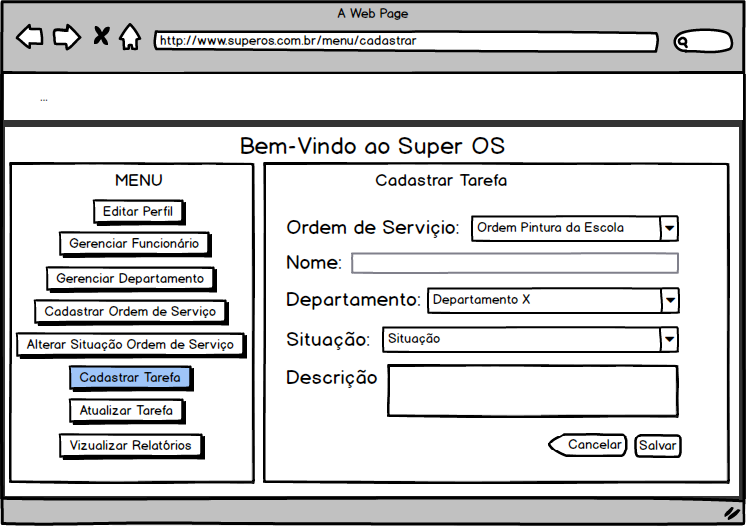 A Web Page
http://www.superos.com.br/menu/cadastrar
...
Bem-Vindo ao Super OS
MENU
Editar Perfil
Gerenciar Funcionário
Gerenciar Departamento
Cadastrar Ordem de Serviço
Alterar Situação Ordem de Serviço
Cadastrar Tarefa
Atualizar Tarefa
Vizualizar Relatórios
Cadastrar Tarefa
Ordem de Serviçio: Ordem Pintura da Escola
Nome:
Departamento: Departamento X
Situação: Situação
Descrição
Cancelar Salvar